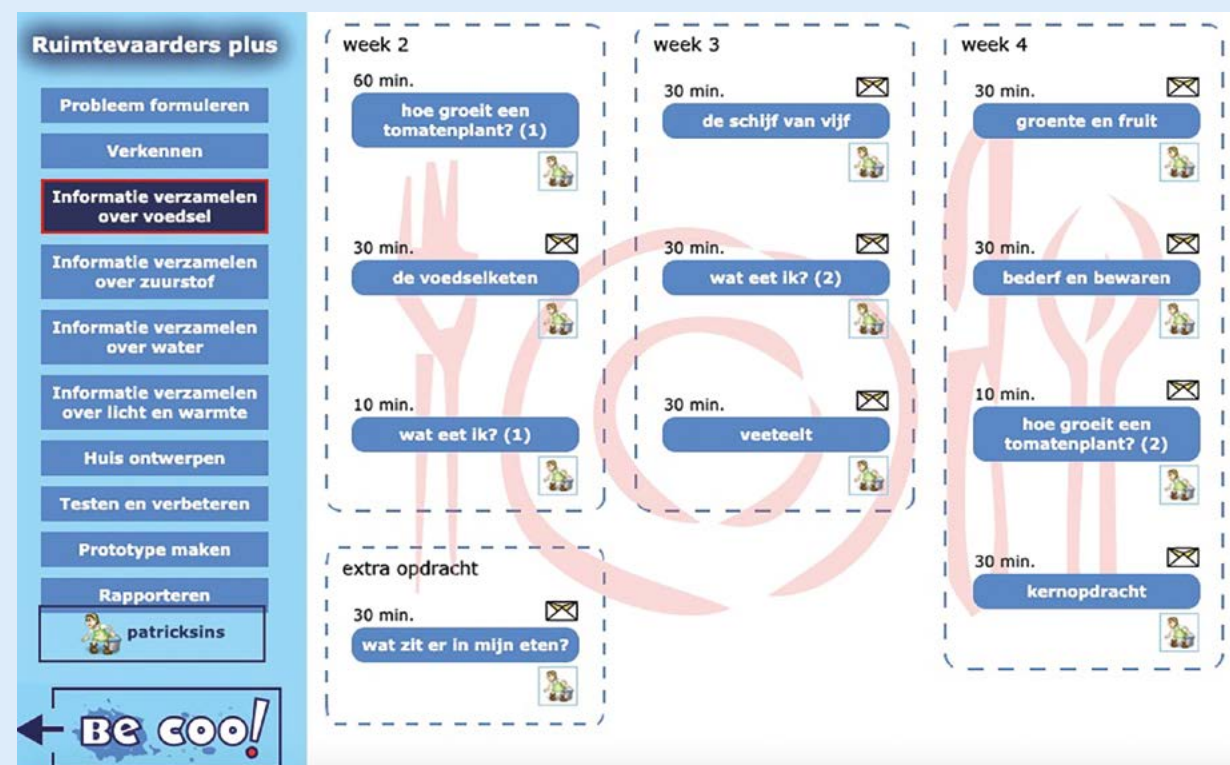 Ruimtevaarders plus
Probleem formuleren
Verkennen
Informatie verzamelen
over voedsel
Informatie verzamelen
over zuurstof
Informatie verzamelen
over water
Informatie verzamelen
over licht en warmte
Huis ontwerpen
Testen en verbeteren
Prototype maken
Rapporteren
patricksins
Be cool!
week 2
60 min.
hoe groeit een
tomatenplant? (1)
30 min.
de voedselketen
10 min.
wat eet ik? (1)
extra opdracht
30 min.
wat zit er in mijn eten?
week 3
30 min.
de schijf van vijf
30 min.
wat eet ik? (2)
30 min.
veeteelt
week 4
30 min.
groente en fruit
30 min.
bederf en bewaren
10 min.
hoe groeit een
tomatenplant? (2)
30 min.
kernopdracht